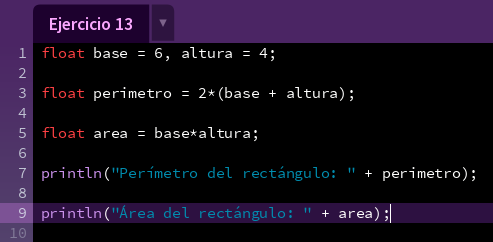 Ejercicio 13
1 float base = 6, altura = 4;
2
3 float perimetro = 2*(base + altura);
4
5 float area = base*altura;
6
7 println("Perímetro del rectángulo: " + perimetro);
8
9 println("Área del rectángulo: " + area);
10